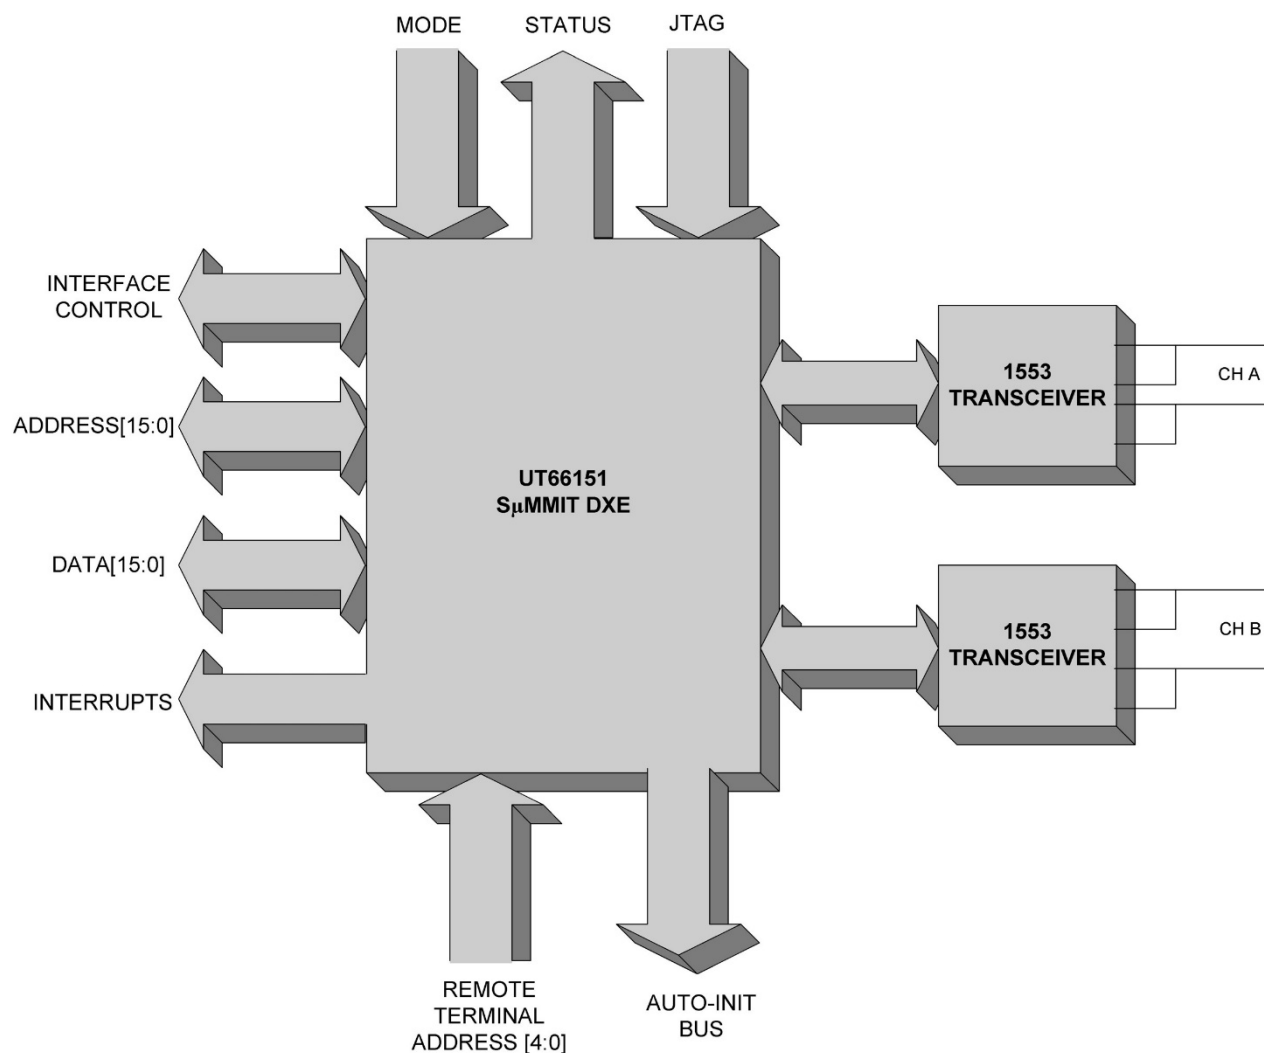 MODE
STATUS
JTAG
INTERFACE
CONTROL
ADDRESS[15:0]
DATA[15:0]
INTERRUPTS
UT66151
SμMMIT DXE
1553
TRANSCEIVER
CH A
1553
TRANSCEIVER
CH B
REMOTE
TERMINAL
ADDRESS [4:0]
AUTO-INIT
BUS